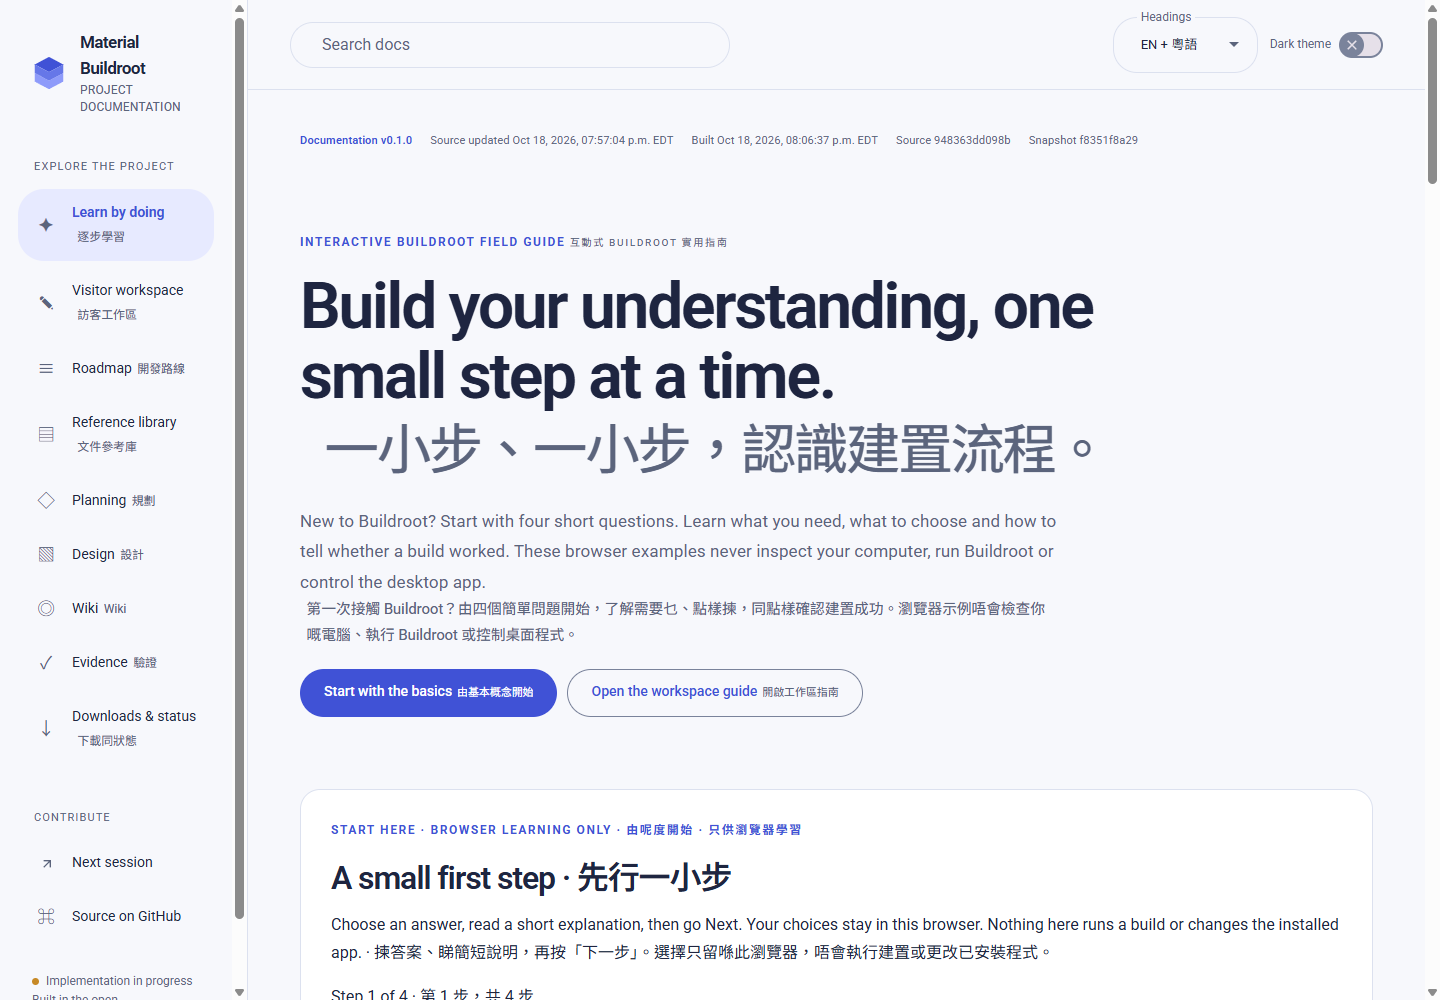 Material
Buildroot
PROJECT
DOCUMENTATION
EXPLORE THE PROJECT
Learn by doing
逐步學習
Visitor workspace
訪客工作區
Roadmap 開發路線
Reference library
文件參考庫
Planning 規劃
Design 設計
Wiki Wiki
Evidence 驗證
Downloads & status
下載同狀態
CONTRIBUTE
Next session
Source on GitHub
Implementation in progress
Built in the open
Search docs
Headings
EN + 粵語
Dark theme
Documentation v0.1.0 Source updated Oct 18, 2026, 07:57:04 p.m. EDT Built Oct 18, 2026, 08:06:37 p.m. EDT Source 948363dd098b Snapshot f8351f8a29
INTERACTIVE BUILDROOT FIELD GUIDE 互動式 BUILDROOT 實用指南
Build your understanding, one
small step at a time.
一小步、一小步，認識建置流程。
New to Buildroot? Start with four short questions. Learn what you need, what to choose and how to
tell whether a build worked. These browser examples never inspect your computer, run Buildroot or
control the desktop app.
第一次接觸 Buildroot？由四個簡單問題開始，了解需要乜、點樣揀，同點樣確認建置成功。瀏覽器示例唔會檢查你
嘅電腦、執行 Buildroot 或控制桌面程式。
Start with the basics 由基本概念開始
Open the workspace guide 開啟工作區指南
START HERE · BROWSER LEARNING ONLY · 由呢度開始 · 只供瀏覽器學習
A small first step · 先行一小步
Choose an answer, read a short explanation, then go Next. Your choices stay in this browser. Nothing here runs a build or changes the installed
app. · 揀答案、睇簡短說明，再按「下一步」。選擇只留喺此瀏覽器，唔會執行建置或更改已安裝程式。
Step 1 of 4 · 第 1 步，共 4 步